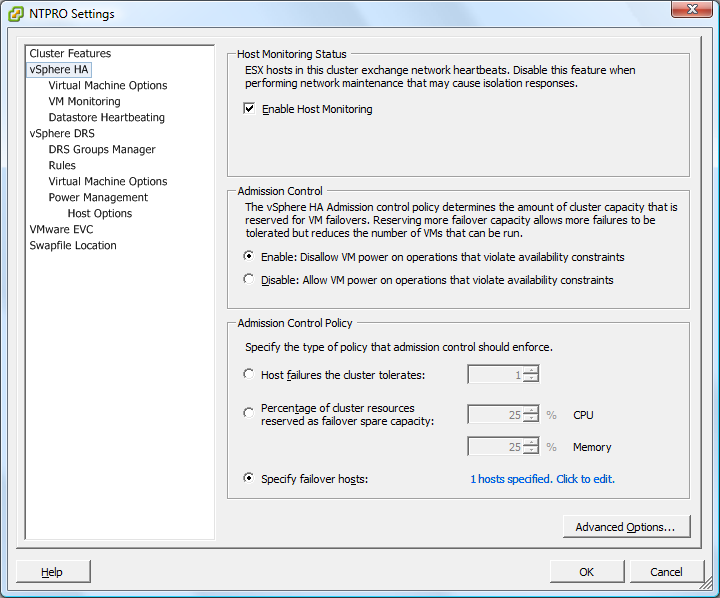 NTPRO Settings
Cluster Features
vSphere HA
Virtual Machine Options
VM Monitoring
Datastore Heartbeating
vSphere DRS
DRS Groups Manager
Rules
Virtual Machine Options
Power Management
Host Options
VMware EVC
Swapfile Location
Host Monitoring Status
ESX hosts in this cluster exchange network heartbeats. Disable this feature when
performing network maintenance that may cause isolation responses.
Enable Host Monitoring
Admission Control
The vSphere HA Admission control policy determines the amount of cluster capacity that is
reserved for VM failovers. Reserving more failover capacity allows more failures to be
tolerated but reduces the number of VMs that can be run.
Enable: Disallow VM power on operations that violate availability constraints
Disable: Allow VM power on operations that violate availability constraints
Admission Control Policy
Specify the type of policy that admission control should enforce.
Host failures the cluster tolerates: 1
Percentage of cluster resources
reserved as failover spare capacity: 25 % CPU
25 % Memory
Specify failover hosts: 1 hosts specified. Click to edit.
Advanced Options...
Help OK Cancel